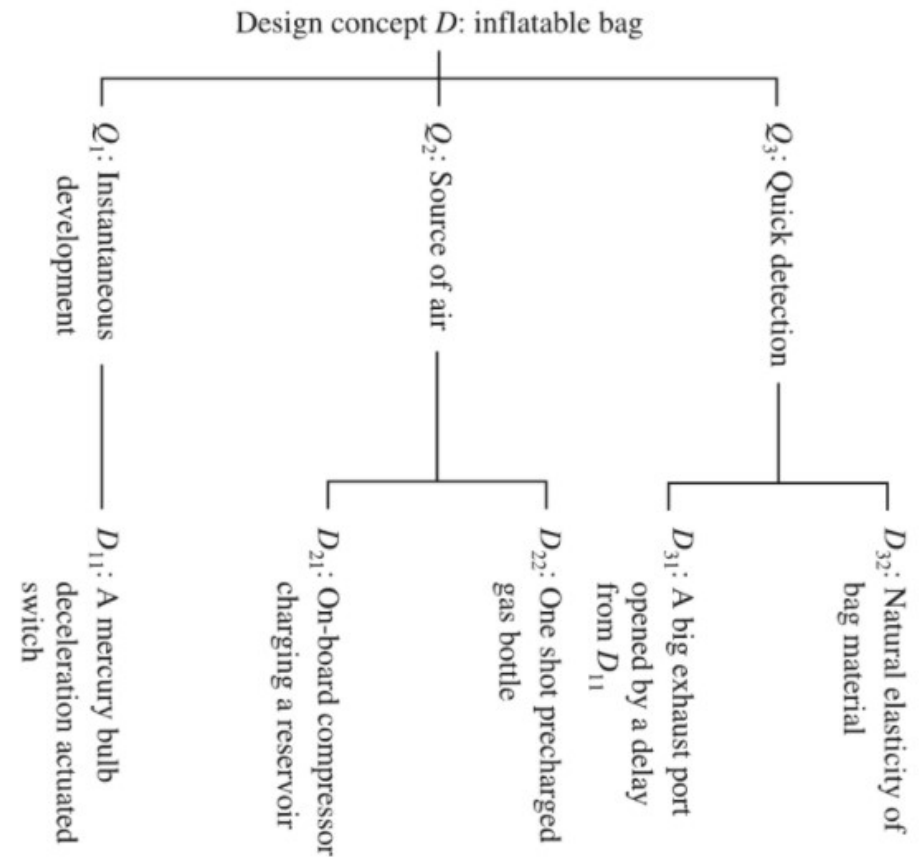 Design concept D: inflatable bag
Q₁: Instantaneous
development
Q₂: Source of air
Q₃: Quick detection
D₁₁: A mercury bulb
deceleration actuated
switch
D₂₁: On-board compressor
charging a reservoir
D₂₂: One shot precharged
gas bottle
D₃₁: A big exhaust port
opened by a delay
from D₁₁
D₃₂: Natural elasticity of
bag material